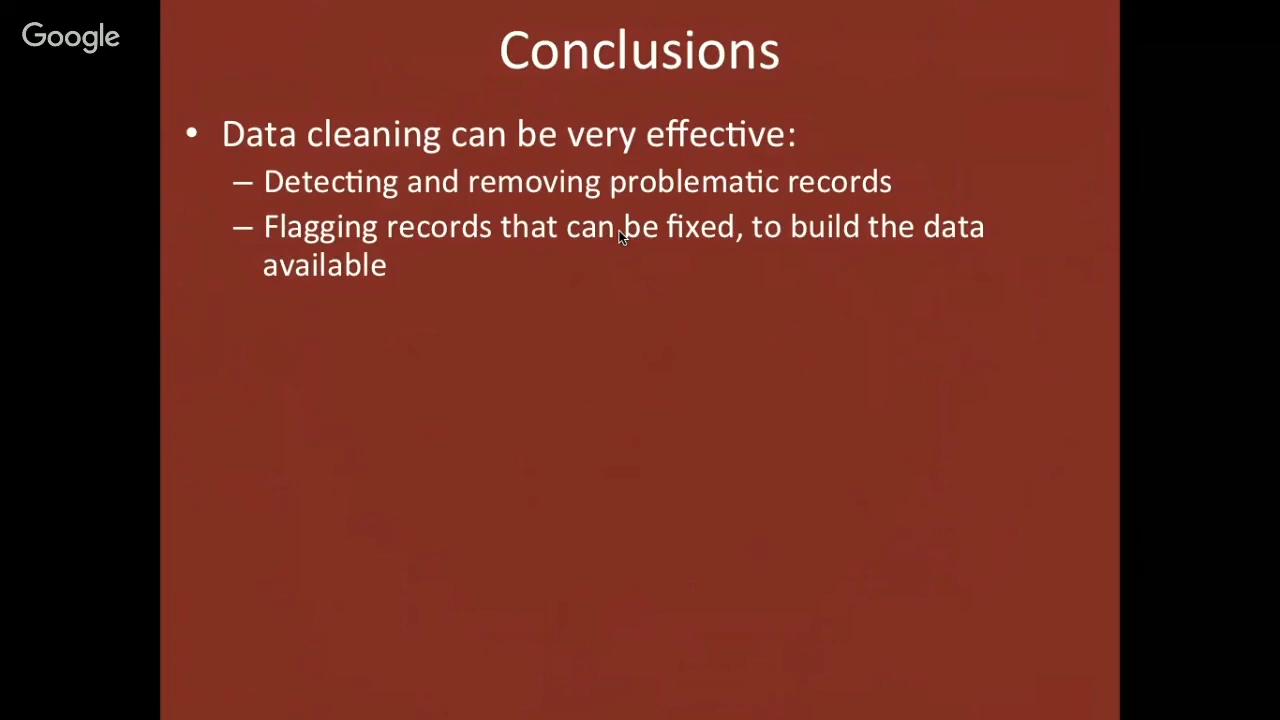 Google
Conclusions
• Data cleaning can be very effective:
– Detecting and removing problematic records
– Flagging records that can be fixed, to build the data
available